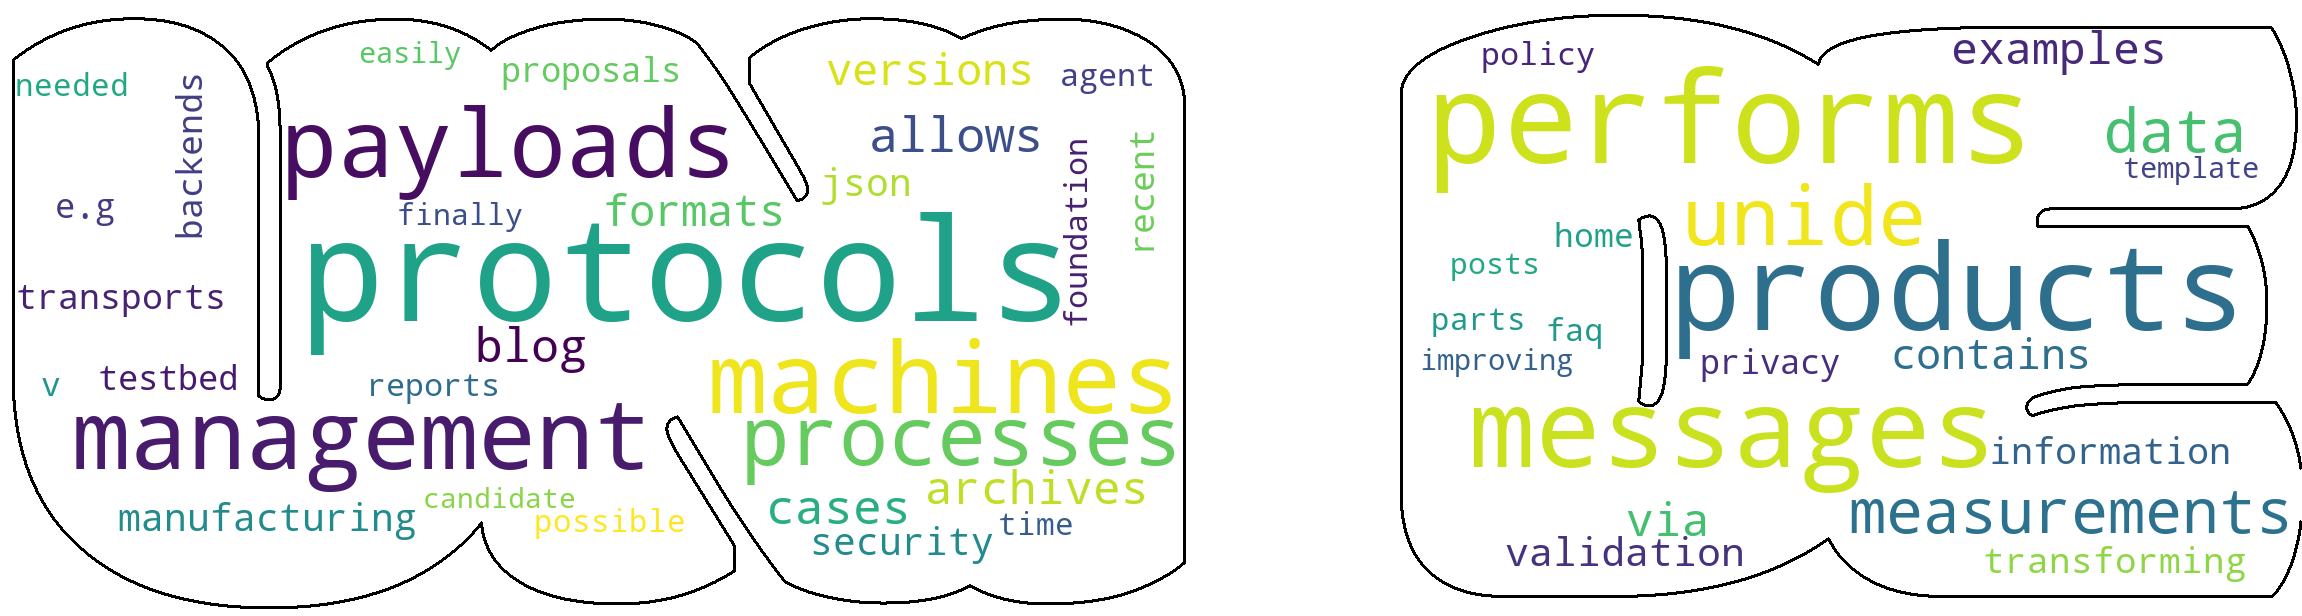 needed
backends
e.g
transports
v
testbed
management
manufacturing
easily
proposals
payloads
finally
formats
protocols
blog
reports
candidate
possible
versions
agent
allows
json
foundation
recent
machines
processes
archives
cases
time
security
policy
examples
performs
data
template
unide
home
posts
products
parts
faq
improving
privacy
contains
messages
information
measurements
via
validation
transforming